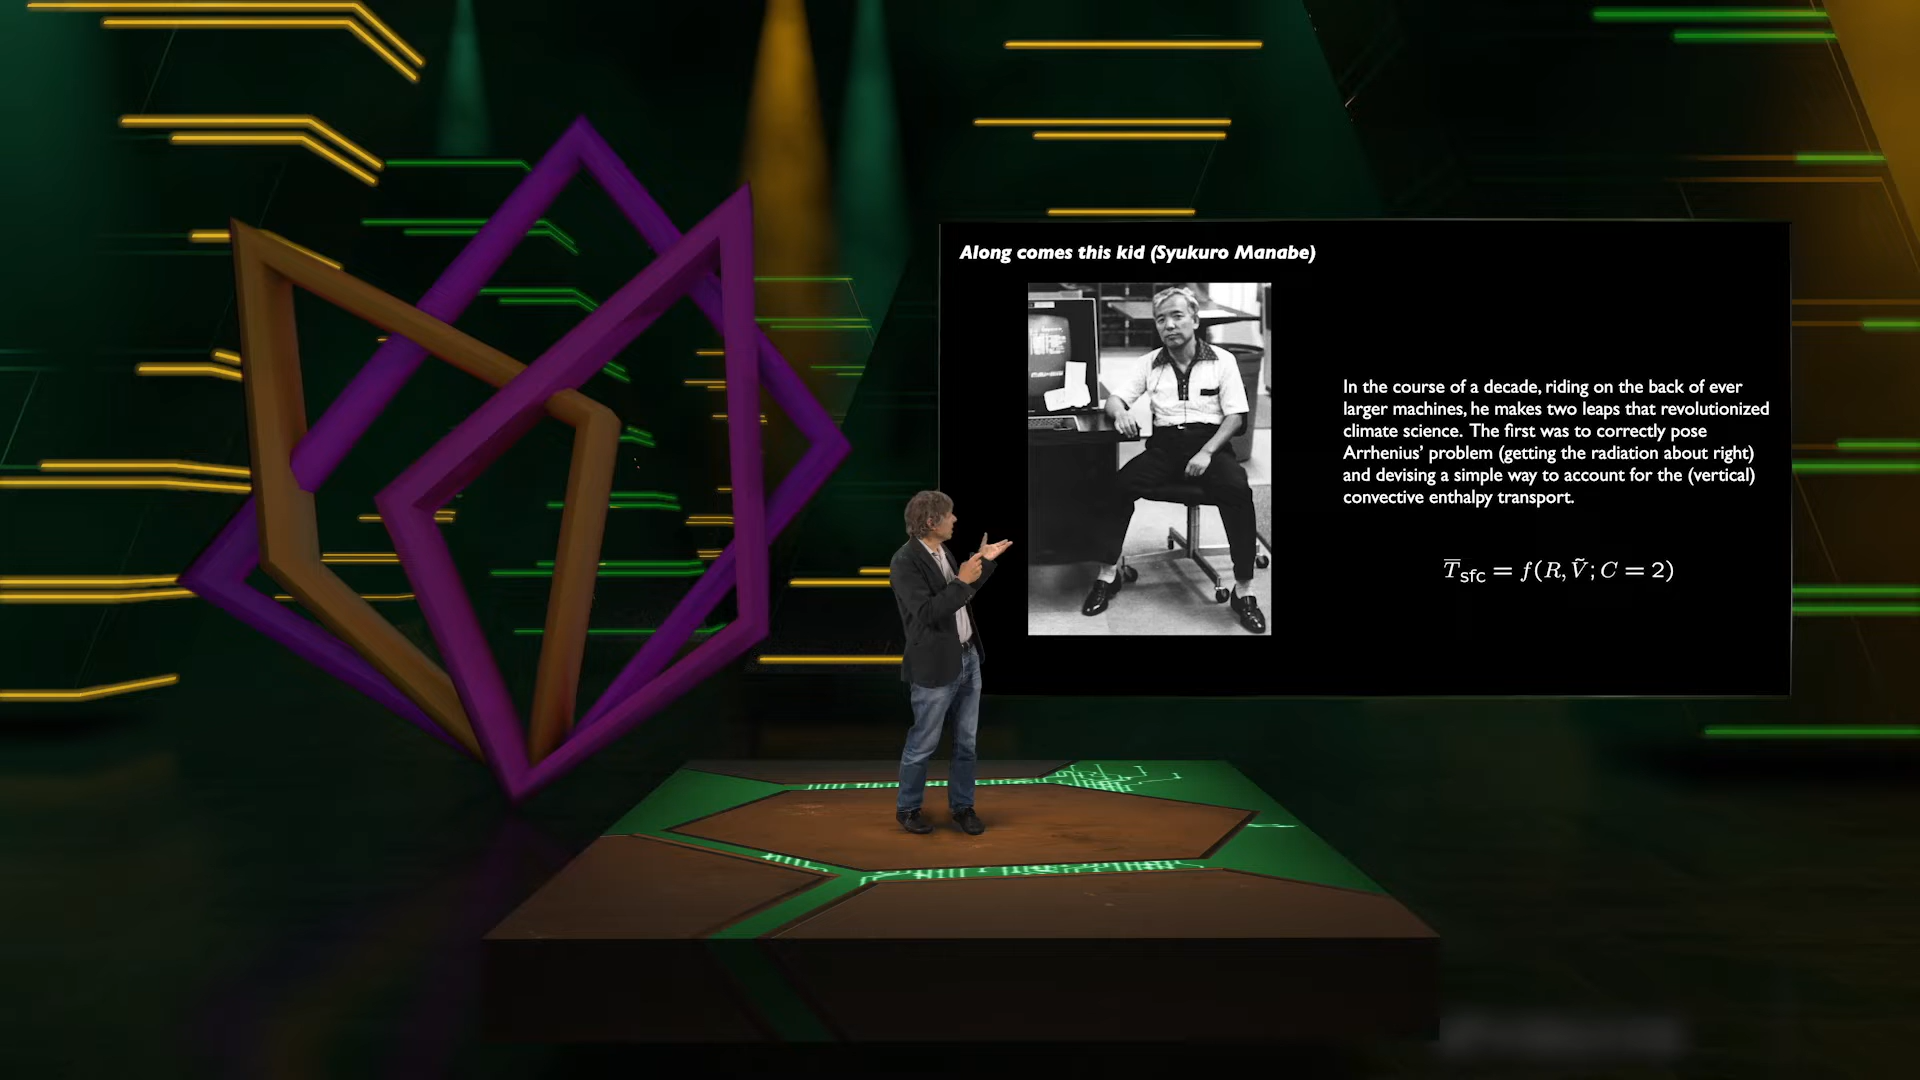 Along comes this kid (Syukuro Manabe)
In the course of a decade, riding on the back of ever
larger machines, he makes two leaps that revolutionized
climate science. The first was to correctly pose
Arrhenius' problem (getting the radiation about right)
and devising a simple way to account for the (vertical)
convective enthalpy transport.
T̅sfc = f(R, Ṽ; C = 2)